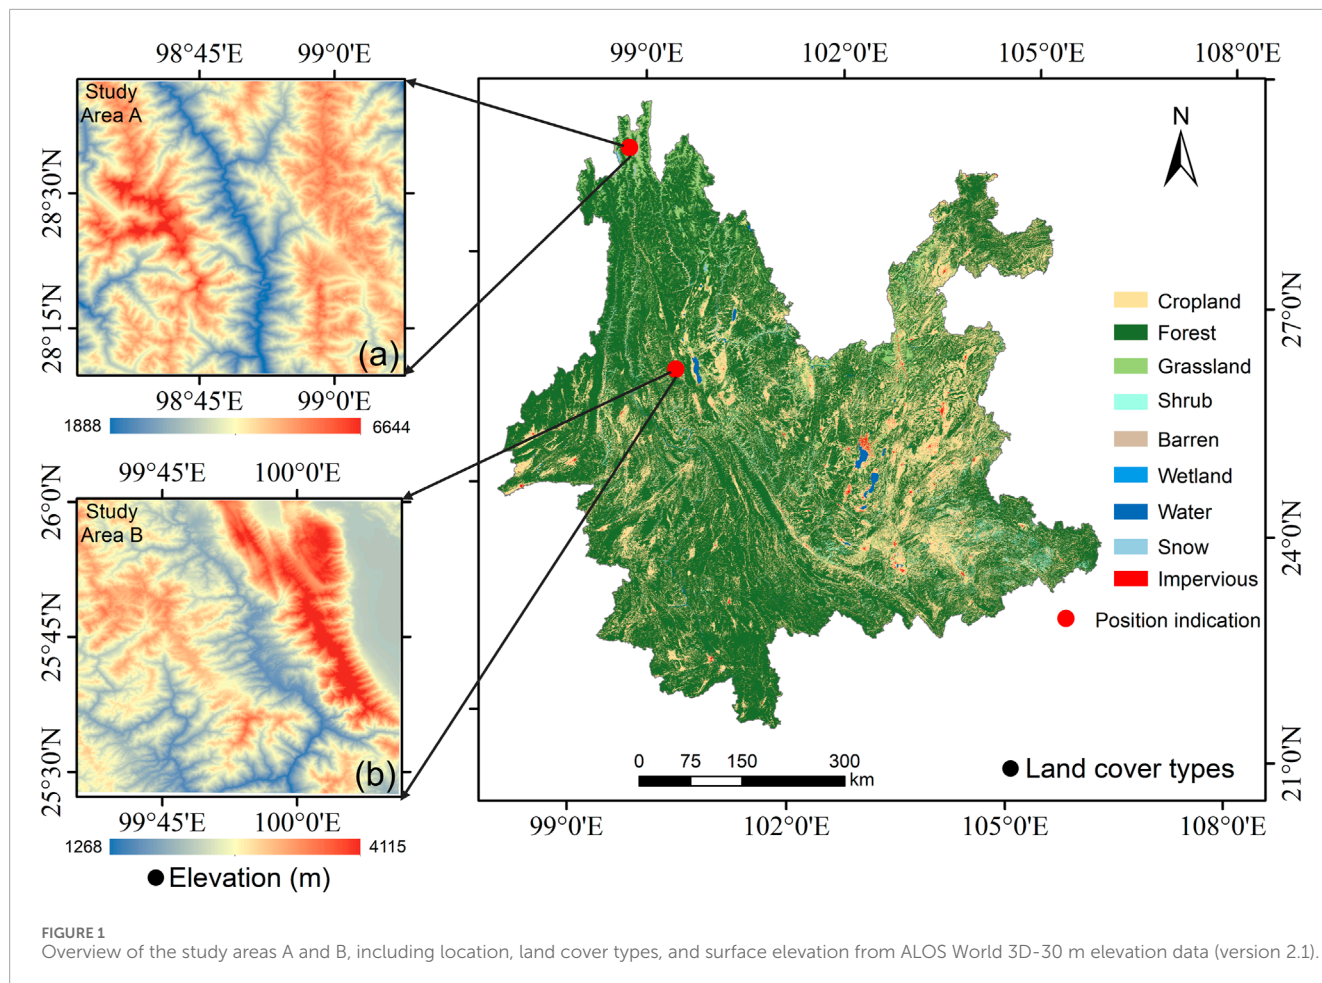 98°45'E 99°0'E
Study
Area A
28°30'N
28°15'N
(a)
98°45'E 99°0'E
1888 6644
99°45'E 100°0'E
Study
Area B
26°0'N
25°45'N
25°30'N
(b)
99°45'E 100°0'E
1268 4115
Elevation (m)
99°0'E 102°0'E 105°0'E 108°0'E
N
27°0'N
24°0'N
21°0'N
Cropland
Forest
Grassland
Shrub
Barren
Wetland
Water
Snow
Impervious
Position indication
0 75 150 300
km
Land cover types
99°0'E 102°0'E 105°0'E 108°0'E
FIGURE 1
Overview of the study areas A and B, including location, land cover types, and surface elevation from ALOS World 3D-30 m elevation data (version 2.1).